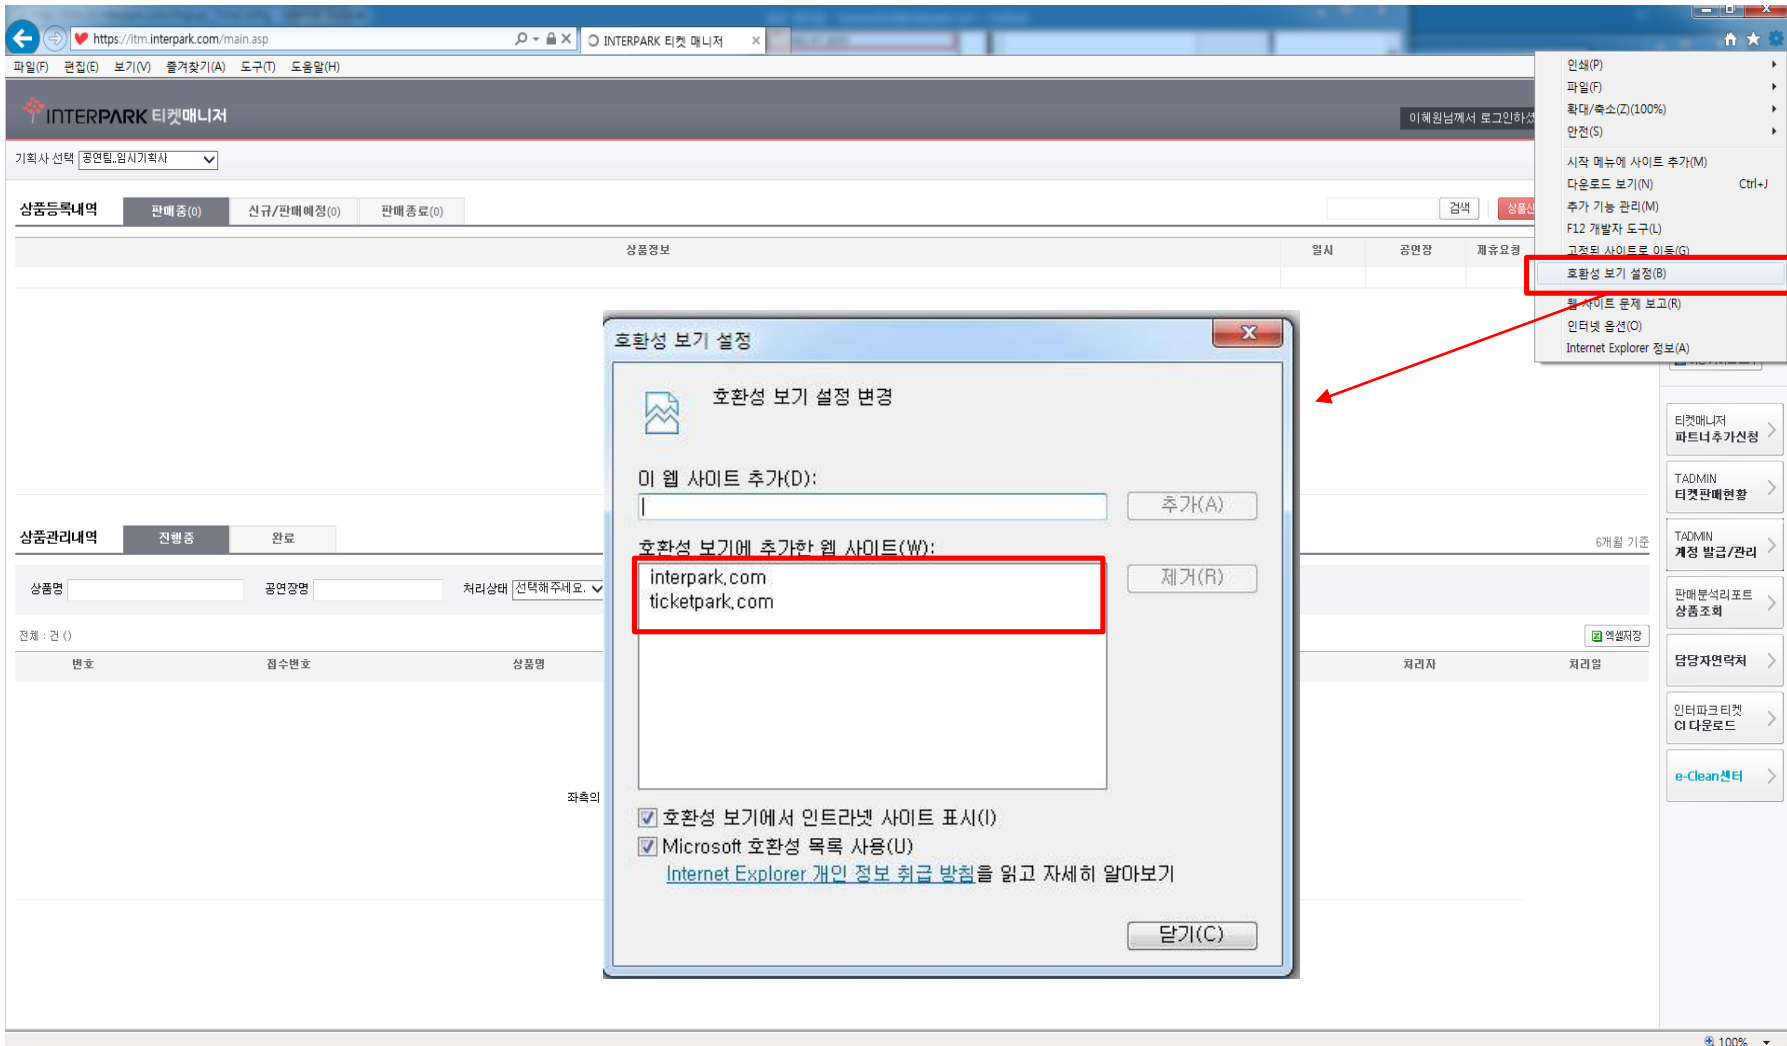 https://itm.interpark.com/main.asp
INTERPARK 티켓 매니저
파일(F) 편집(E) 보기(V) 즐겨찾기(A) 도구(T) 도움말(H)
INTERPARK 티켓매니저
이혜원님께서 로그인하셨
기획사 선택 공연팀_임시기획사
상품등록내역 판매중(0) 신규/판매예정(0) 판매종료(0) 검색
상품정보 일시 공연장 제휴요청
인쇄(P)
파일(F)
확대/축소(Z)(100%)
안전(S)
시작 메뉴에 사이트 추가(M)
다운로드 보기(N) Ctrl+J
추가 기능 관리(M)
F12 개발자 도구(L)
고정된 사이트로 이동(G)
호환성 보기 설정(B)
웹 사이트 문제 보고(R)
인터넷 옵션(O)
Internet Explorer 정보(A)
호환성 보기 설정
호환성 보기 설정 변경
이 웹 사이트 추가(D):
추가(A)
호환성 보기에 추가한 웹 사이트(W):
interpark.com
ticketpark.com
제거(R)
호환성 보기에서 인트라넷 사이트 표시(I)
Microsoft 호환성 목록 사용(U)
Internet Explorer 개인 정보 취급 방침을 읽고 자세히 알아보기
닫기(C)
상품관리내역 진행중 완료 6개월 기준
상품명 공연장명 처리상태 선택해주세요.
전체 : 건 () 엑셀저장
번호 접수번호 상품명 처리자 처리일
좌측의
티켓매니저
파트너추가신청
TADMIN
티켓판매현황
TADMIN
계정 발급/관리
판매분석리포트
상품조회
담당자연락처
인터파크티켓
CI 다운로드
e-Clean센터
100%